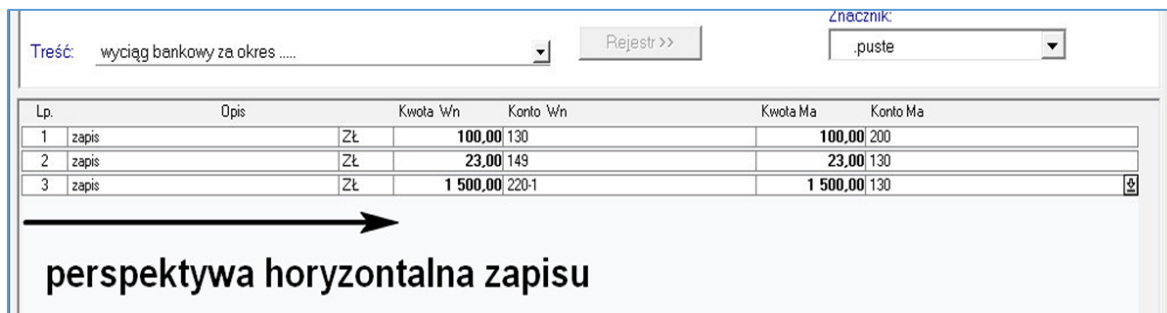 Znacznik:
Treść: wyciąg bankowy za okres ..... Rejestr >> .puste
Lp. Opis Kwota Wn Konto Wn Kwota Ma Konto Ma
1 zapis ZŁ 100,00 130 100,00 200
2 zapis ZŁ 23,00 149 23,00 130
3 zapis ZŁ 1 500,00 220-1 1 500,00 130
perspektywa horyzontalna zapisu